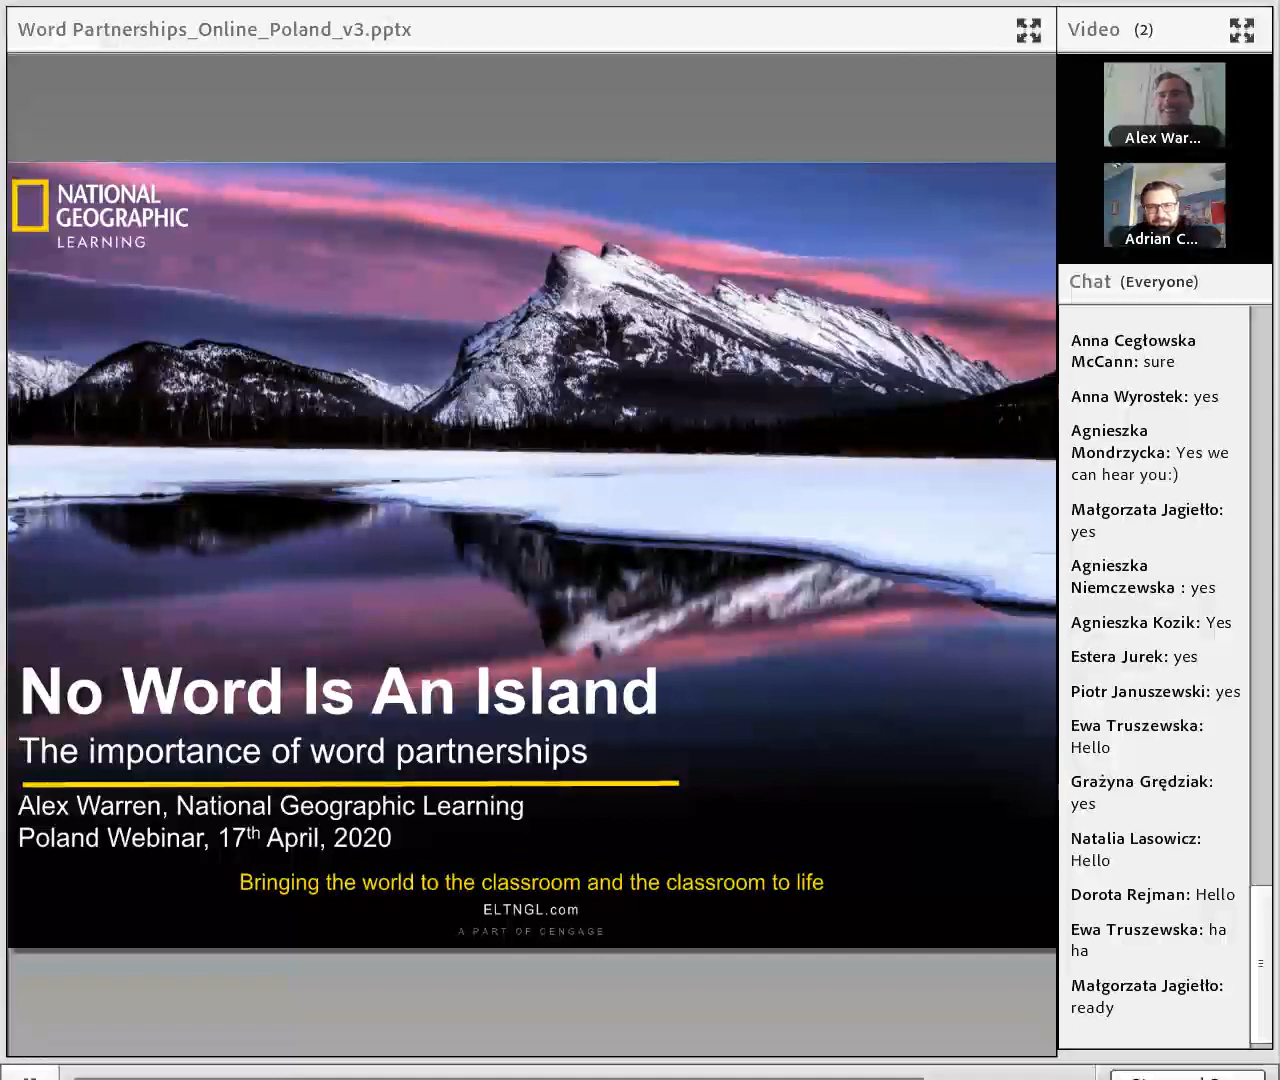 Word Partnerships_Online_Poland_v3.pptx
Video (2)
Alex War...
Adrian C...
Chat (Everyone)
NATIONAL
GEOGRAPHIC
LEARNING
No Word Is An Island
The importance of word partnerships
Alex Warren, National Geographic Learning
Poland Webinar, 17th April, 2020
Bringing the world to the classroom and the classroom to life
ELTNGL.com
A PART OF CENGAGE
Anna Cegłowska
McCann: sure
Anna Wyrostek: yes
Agnieszka
Mondrzycka: Yes we
can hear you:)
Małgorzata Jagiełło:
yes
Agnieszka
Niemczewska : yes
Agnieszka Kozik: Yes
Estera Jurek: yes
Piotr Januszewski: yes
Ewa Truszewska:
Hello
Grażyna Grędziak:
yes
Natalia Lasowicz:
Hello
Dorota Rejman: Hello
Ewa Truszewska: ha
ha
Małgorzata Jagiełło:
ready